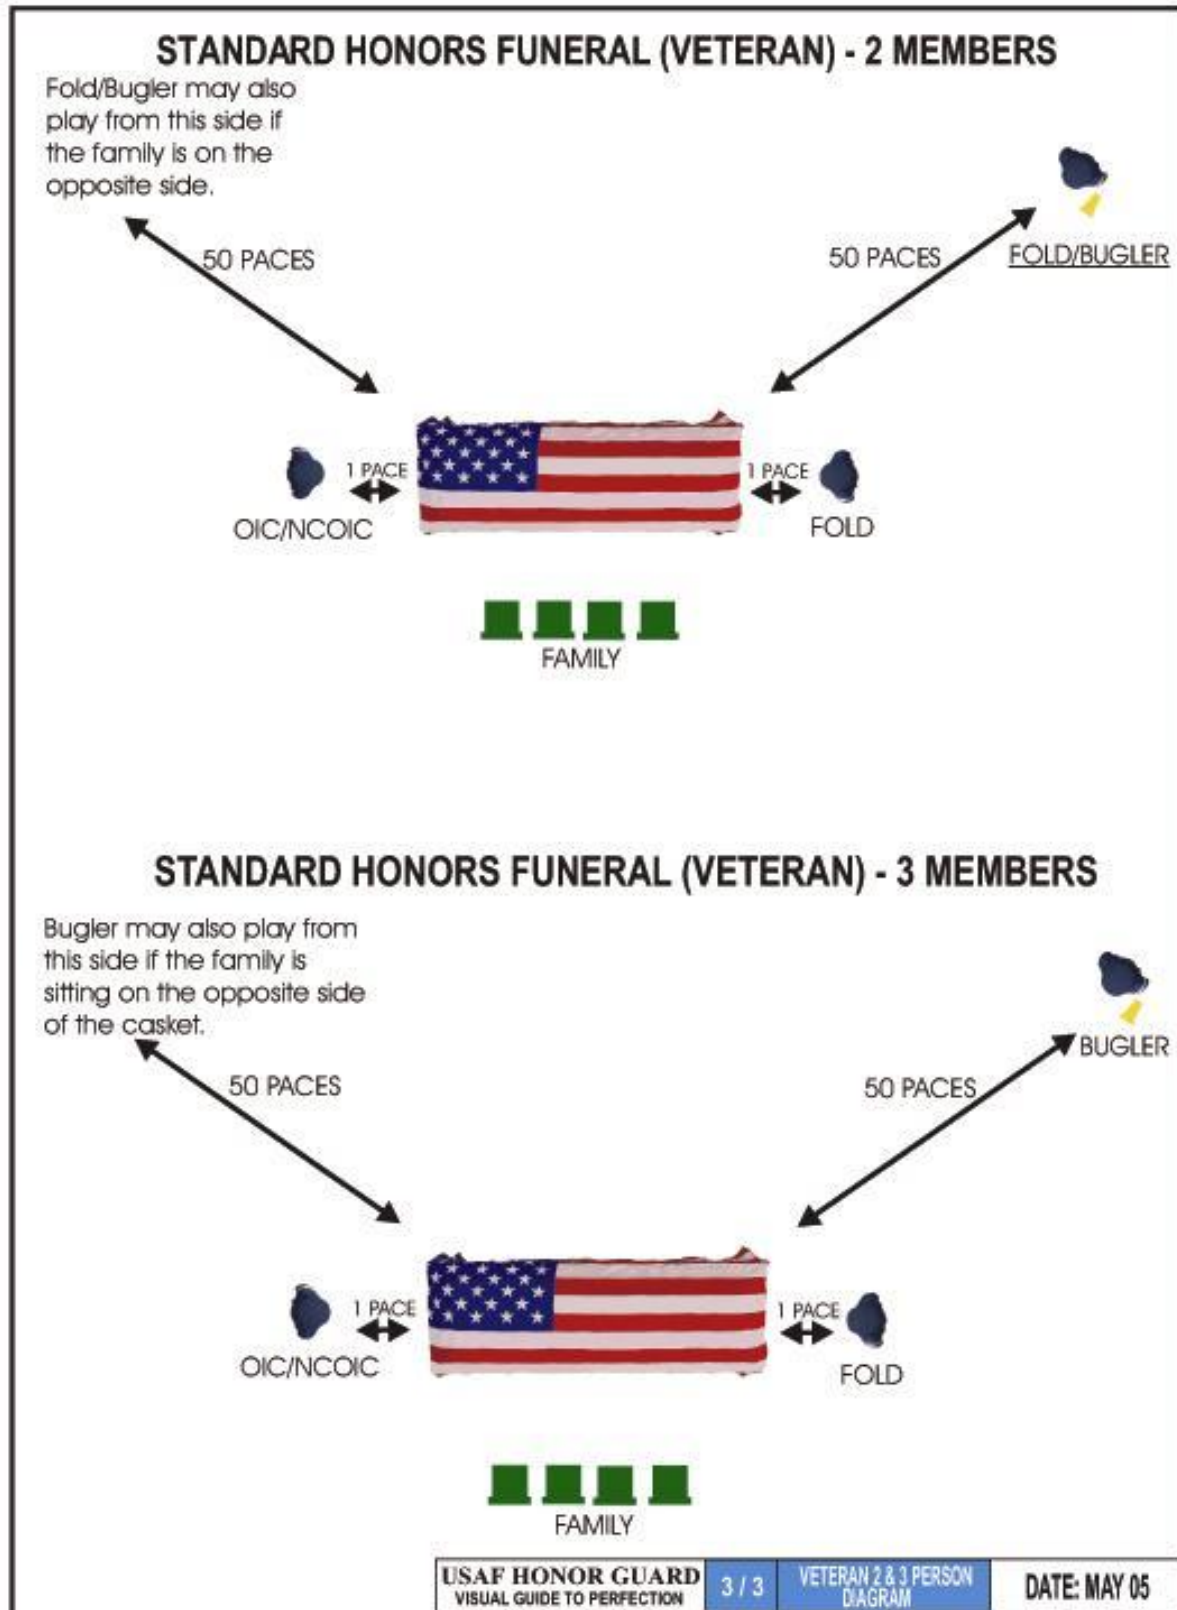 STANDARD HONORS FUNERAL (VETERAN) - 2 MEMBERS
Fold/Bugler may also
play from this side if
the family is on the
opposite side.
50 PACES
50 PACES
FOLD/BUGLER
1 PACE
1 PACE
OIC/NCOIC
FOLD
FAMILY
STANDARD HONORS FUNERAL (VETERAN) - 3 MEMBERS
Bugler may also play from
this side if the family is
sitting on the opposite side
of the casket.
BUGLER
50 PACES
50 PACES
1 PACE
1 PACE
OIC/NCOIC
FOLD
FAMILY
USAF HONOR GUARD
VISUAL GUIDE TO PERFECTION
3 / 3
VETERAN 2 & 3 PERSON
DIAGRAM
DATE: MAY 05